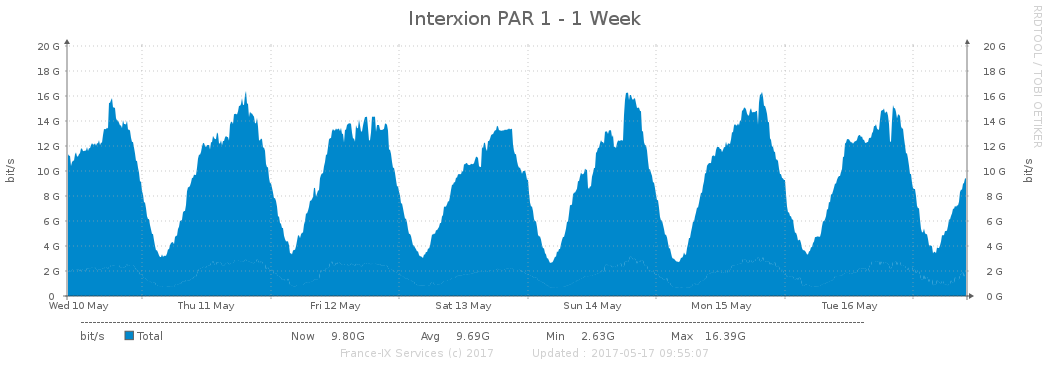 Interxion PAR 1 - 1 Week
RRDTOOL / TOBI OETIKER
20 G 20 G
18 G 18 G
16 G 16 G
14 G 14 G
12 G 12 G
10 G 10 G
8 G 8 G
6 G 6 G
4 G 4 G
2 G 2 G
0 0 G
bit/s
bit/s
Wed 10 May Thu 11 May Fri 12 May Sat 13 May Sun 14 May Mon 15 May Tue 16 May
bit/s Total Now 9.80G Avg 9.69G Min 2.63G Max 16.39G
France-IX Services (c) 2017 Updated : 2017-05-17 09:55:07